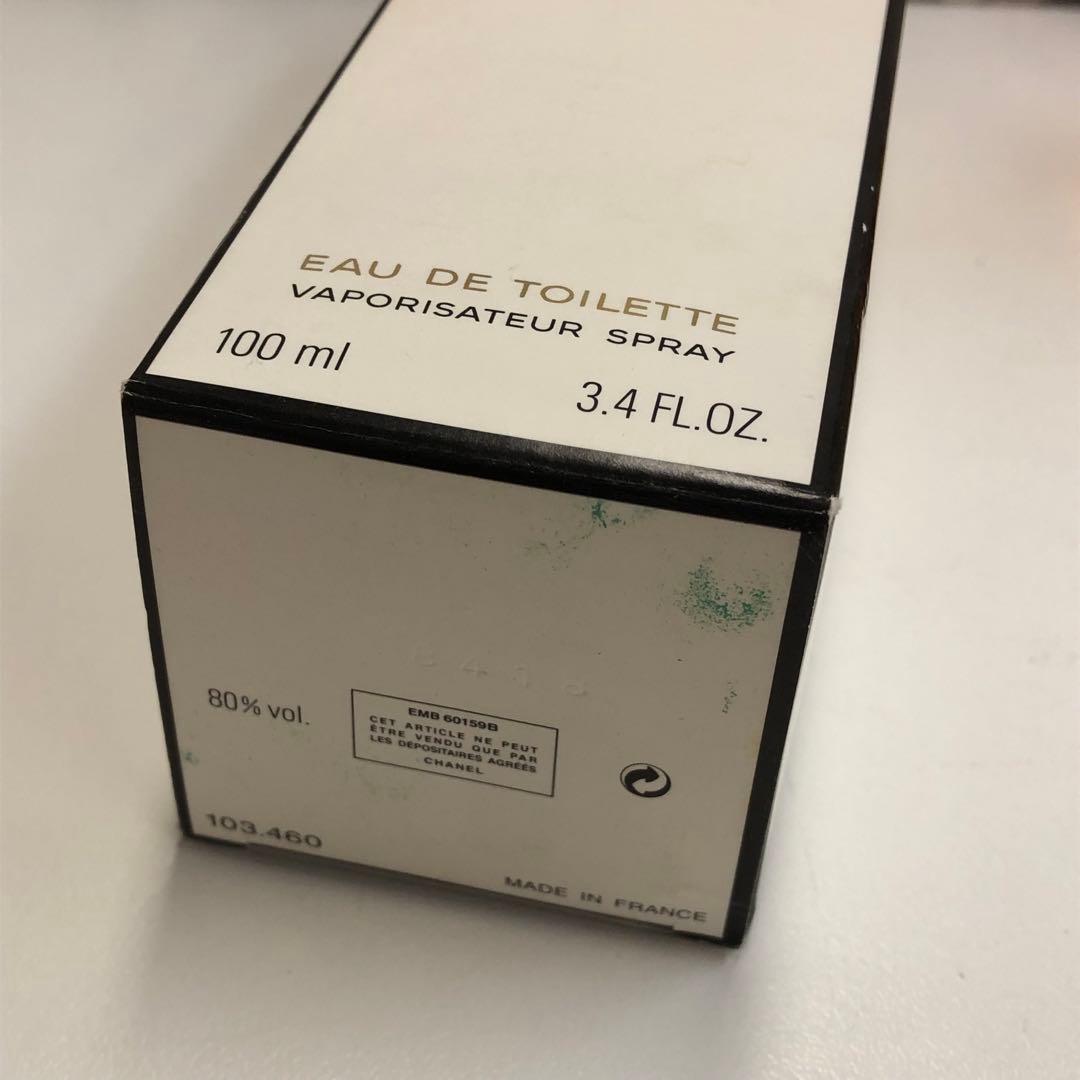 EAU DE TOILETTE
VAPORISATEUR SPRAY
100 ml
3.4 FL.OZ.
80% vol.
EMB 60159B
CET ARTICLE NE PEUT
ÊTRE VENDU QUE PAR
LES DÉPOSITAIRES AGRÉÉS
CHANEL
103.460
MADE IN FRANCE